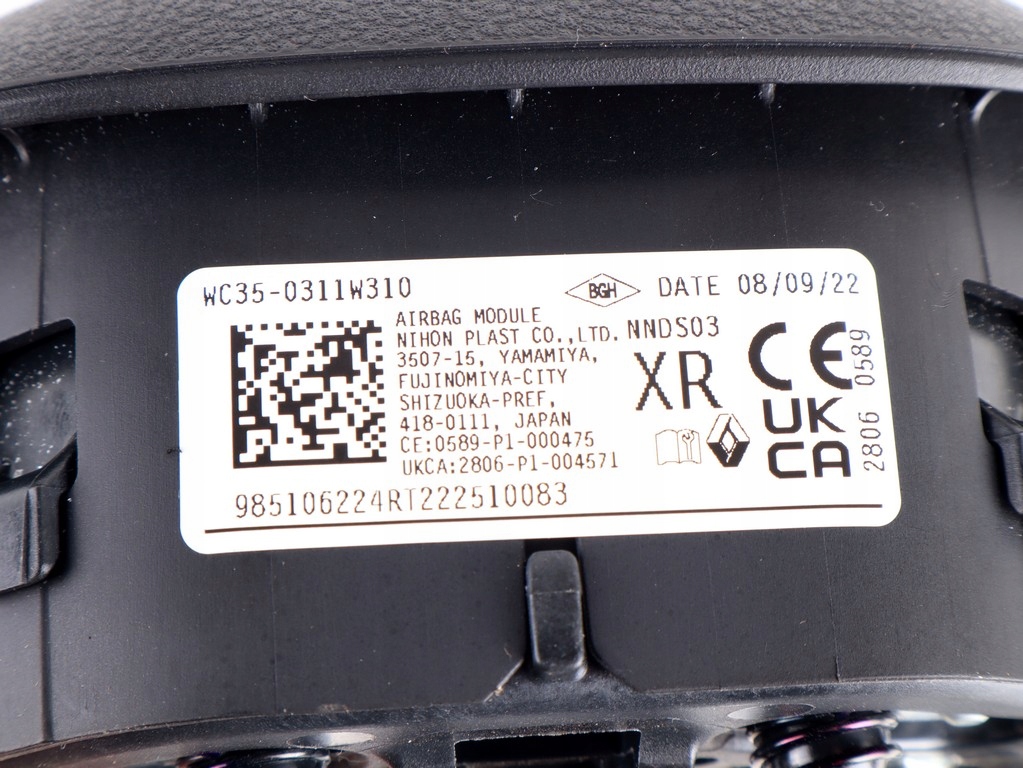 WC35-0311W310
BGH
DATE 08/09/22
AIRBAG MODULE
NIHON PLAST CO.,LTD.
3507-15, YAMAMIYA,
FUJINOMIYA-CITY
SHIZUOKA-PREF,
418-0111, JAPAN
CE:0589-P1-000475
UKCA:2806-P1-004571
NNDS03
XR
CE
0589
UK
CA
2806
985106224RT222510083